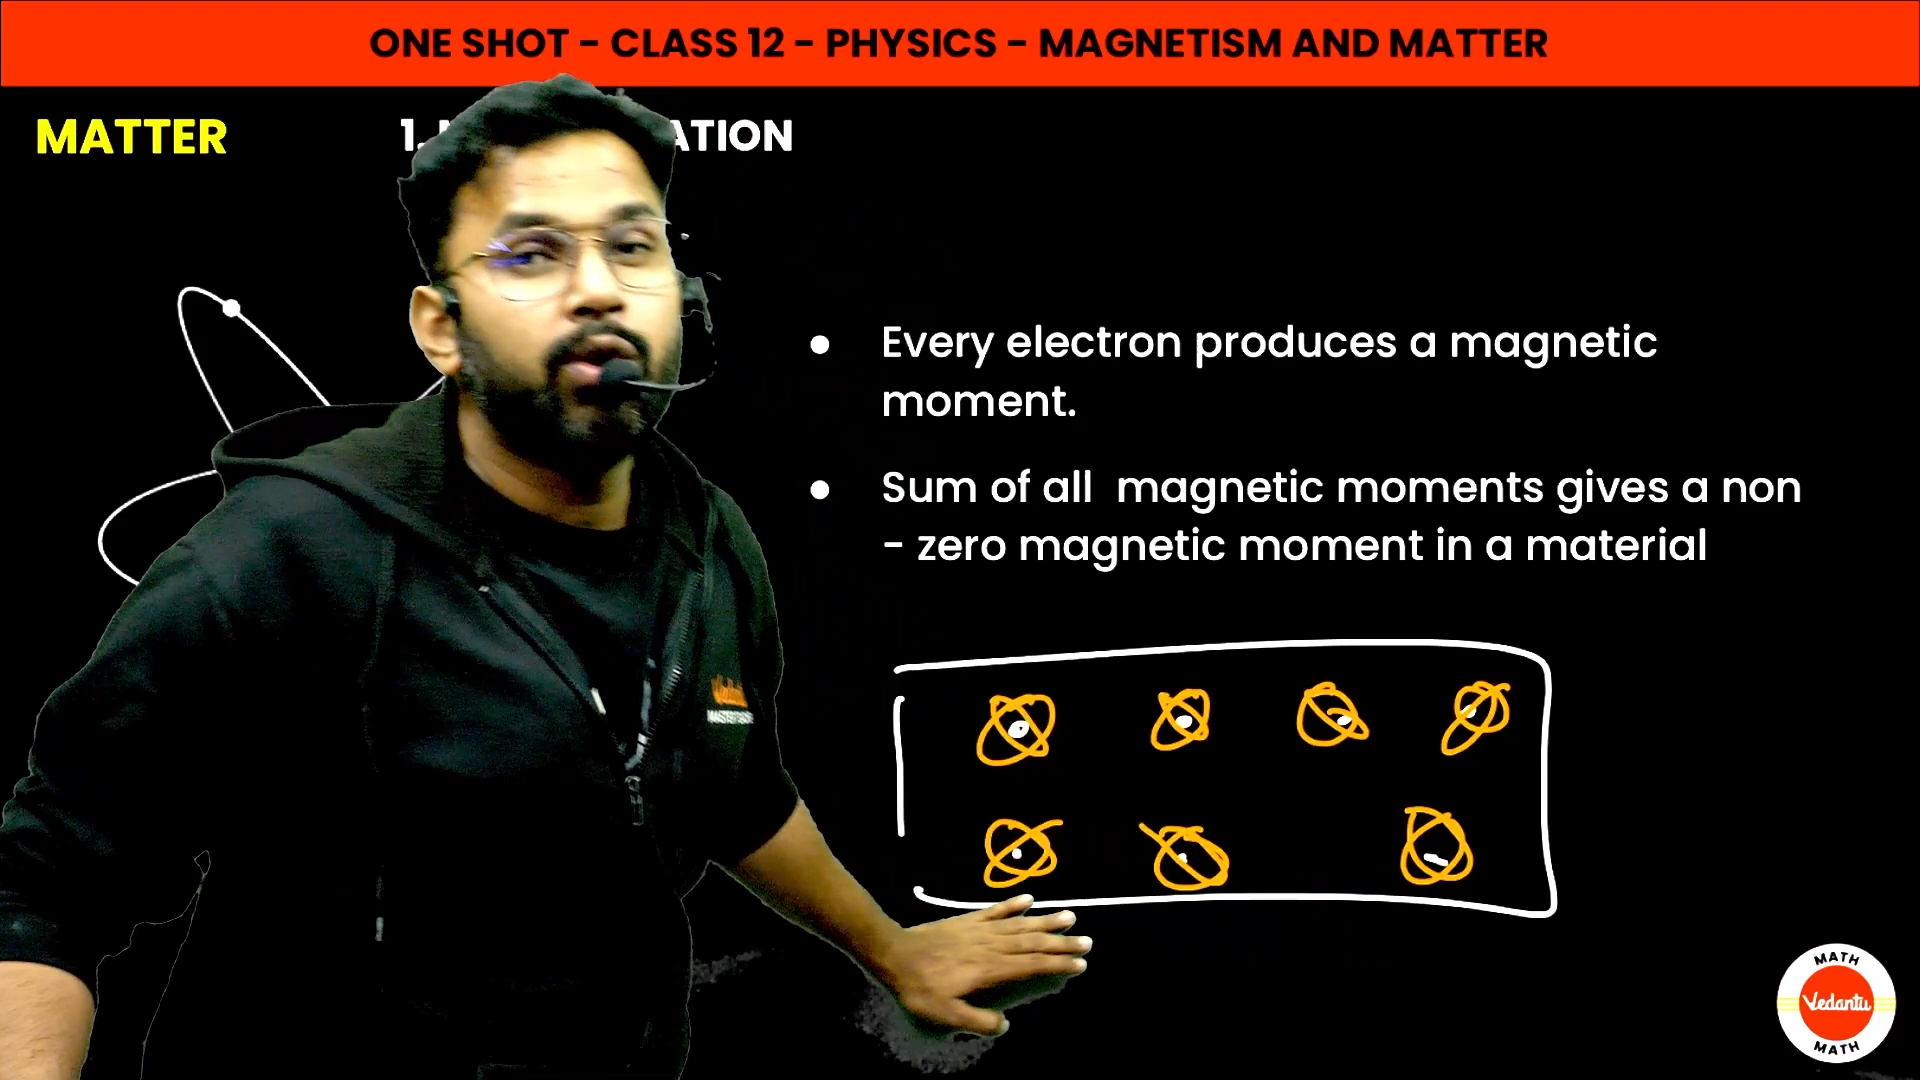 ONE SHOT - CLASS 12 - PHYSICS - MAGNETISM AND MATTER
MATTER
1.
• Every electron produces a magnetic
moment.
• Sum of all magnetic moments gives a non
- zero magnetic moment in a material
MATH
Vedantu
MATH